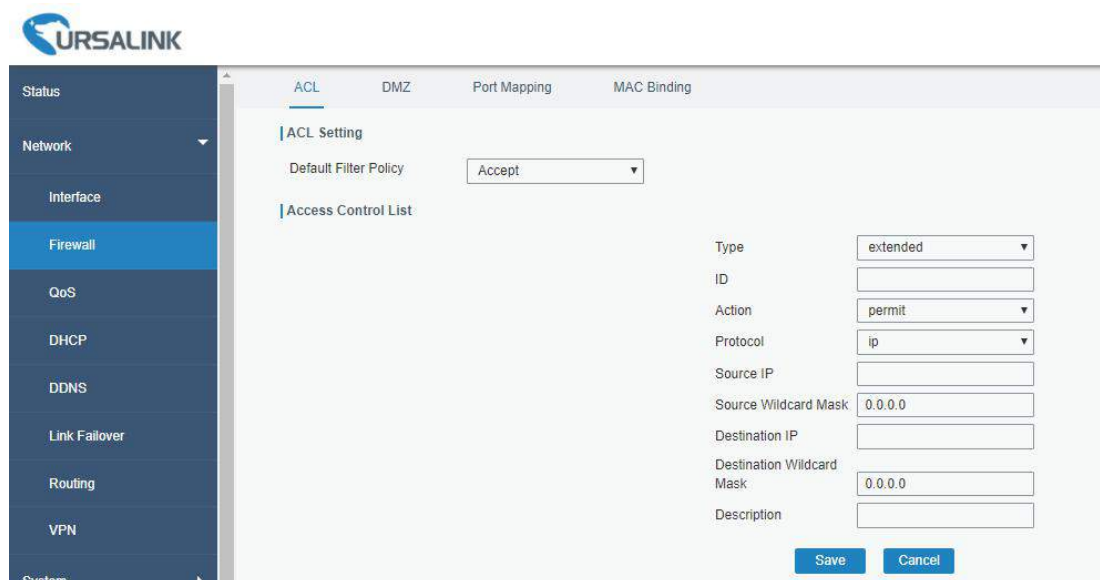 URSALINK
Status
Network
Interface
Firewall
QoS
DHCP
DDNS
Link Failover
Routing
VPN
System
ACL DMZ Port Mapping MAC Binding
ACL Setting
Default Filter Policy Accept
Access Control List
Type extended
ID
Action permit
Protocol ip
Source IP
Source Wildcard Mask 0.0.0.0
Destination IP
Destination Wildcard
Mask 0.0.0.0
Description
Save Cancel